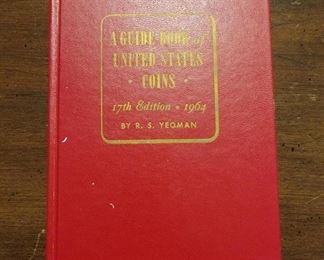 A GUIDE BOOK of
UNITED STATES
• COINS •
17th Edition • 1964
BY R. S. YEOMAN